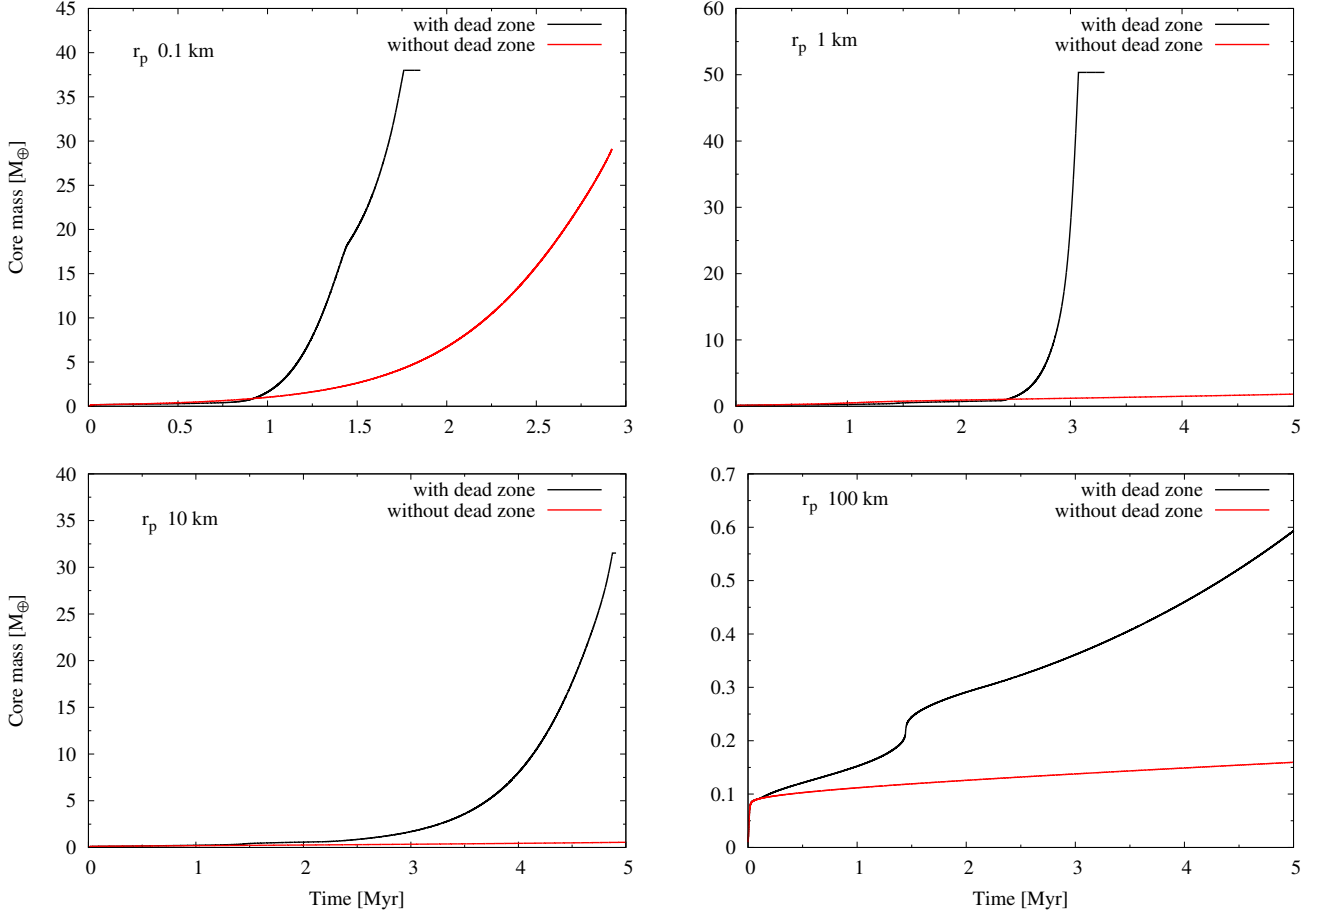 45
40
35
30
25
20
15
10
5
0
Core mass [M⊕]
r_p 0.1 km
with dead zone
without dead zone
0 0.5 1 1.5 2 2.5 3
60
50
40
30
20
10
0
r_p 1 km
with dead zone
without dead zone
0 1 2 3 4 5
40
35
30
25
20
15
10
5
0
Core mass [M⊕]
r_p 10 km
with dead zone
without dead zone
0 1 2 3 4 5
Time [Myr]
0.7
0.6
0.5
0.4
0.3
0.2
0.1
0
r_p 100 km
with dead zone
without dead zone
0 1 2 3 4 5
Time [Myr]